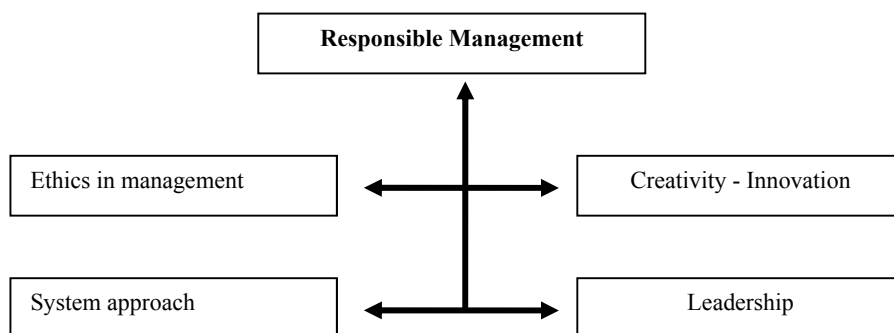 Responsible Management
Ethics in management
Creativity - Innovation
System approach
Leadership